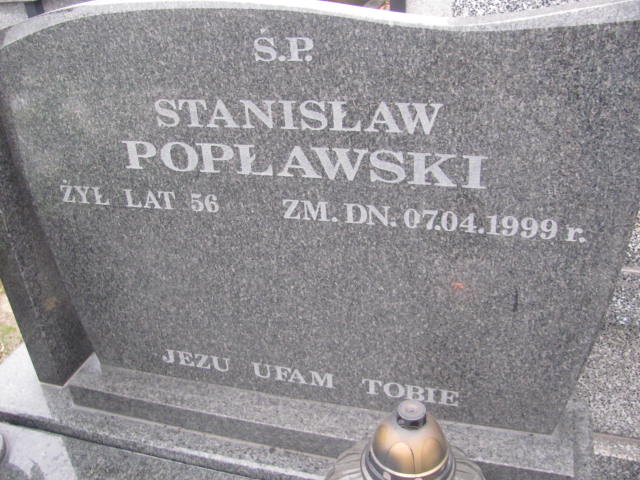 Ś.P.
STANISŁAW
POPŁAWSKI
ŻYŁ LAT 56 ZM. DN. 07.04.1999 r.
JEZU UFAM TOBIE